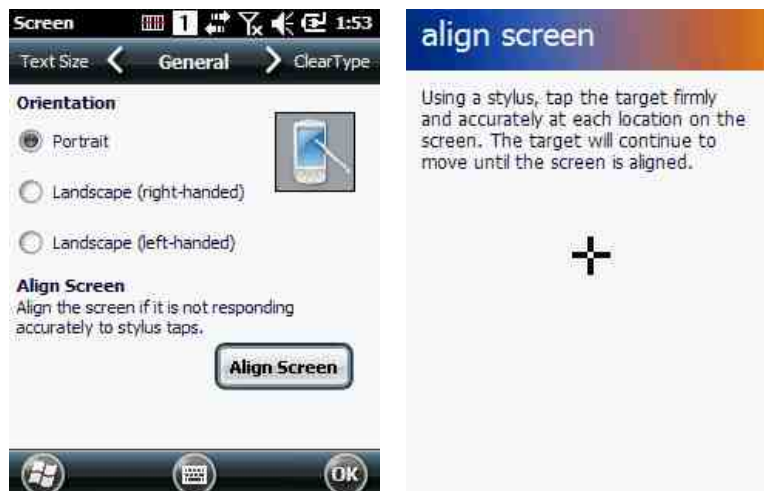 Screen 1 1:53
Text Size General ClearType
Orientation
Portrait
Landscape (right-handed)
Landscape (left-handed)
Align Screen
Align the screen if it is not responding
accurately to stylus taps.
Align Screen
OK
align screen
Using a stylus, tap the target firmly
and accurately at each location on the
screen. The target will continue to
move until the screen is aligned.